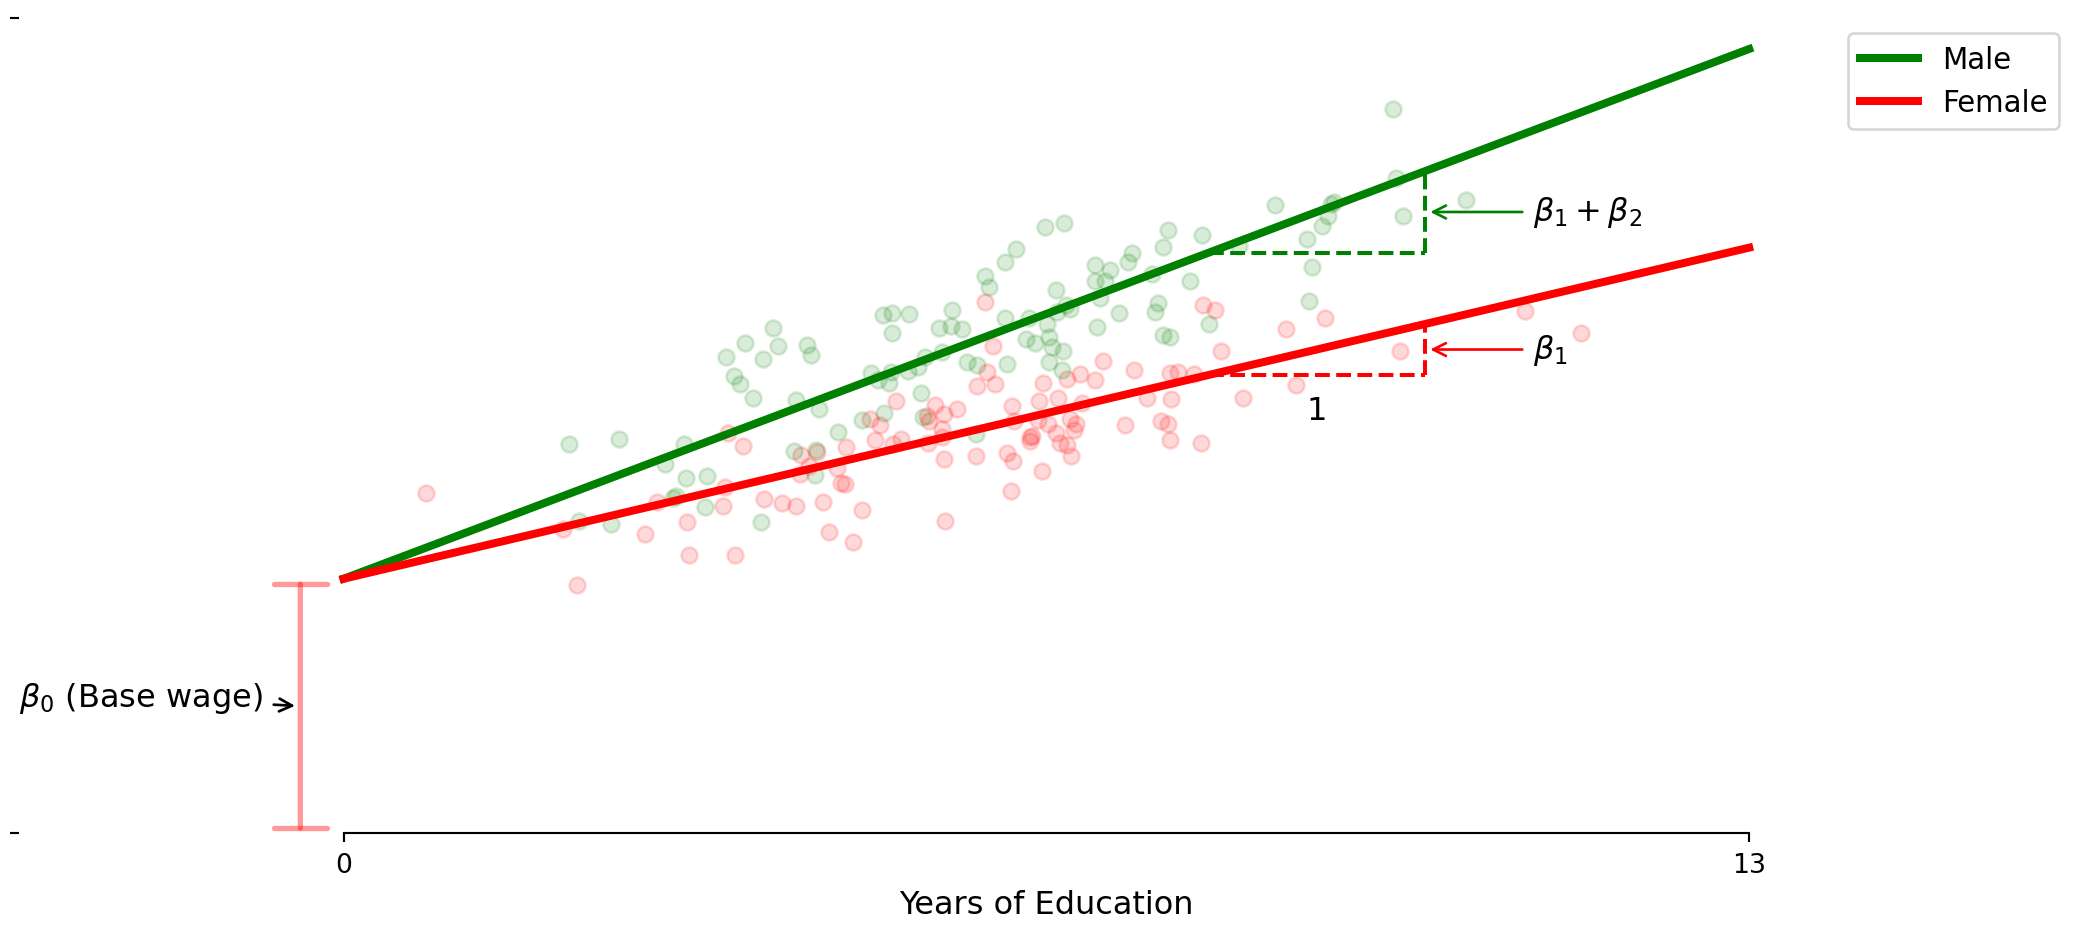 Male
Female
β₁ + β₂
β₁
1
β₀ (Base wage)
0
13
Years of Education